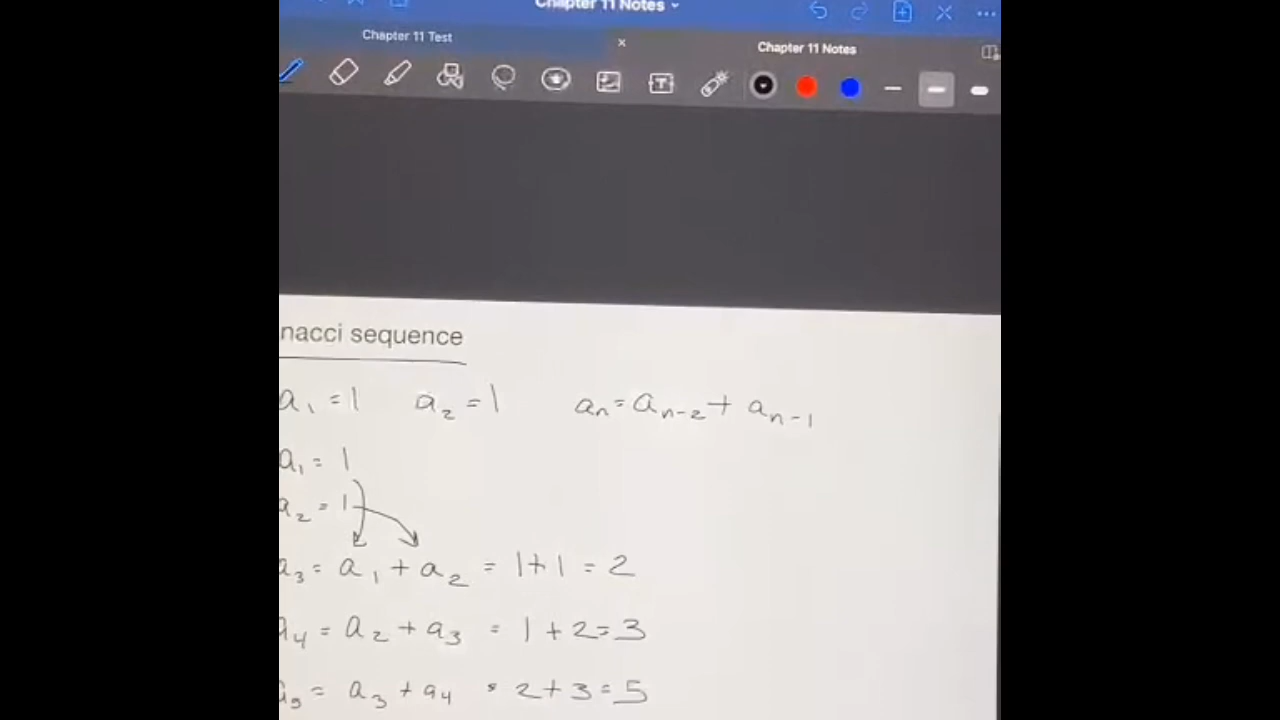 Chapter 11 Notes
Chapter 11 Test
Chapter 11 Notes
nacci sequence
a₁ = 1 a₂ = 1 aₙ = aₙ₋₂ + aₙ₋₁
a₁ = 1
a₂ = 1
a₃ = a₁ + a₂ = 1+1 = 2
a₄ = a₂ + a₃ = 1+2=3
a₅ = a₃ + a₄ = 2+3=5